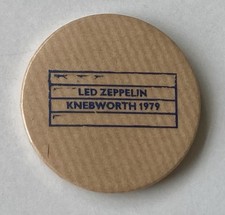 LED ZEPPELIN
KNEBWORTH 1979